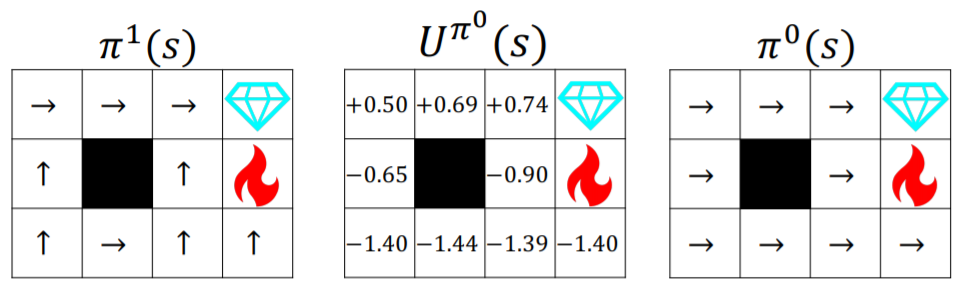 π¹(s) U^π⁰(s) π⁰(s)
→ → → +0.50 +0.69 +0.74 → → →
↑ ↑ −0.65 −0.90 → →
↑ → ↑ ↑ −1.40 −1.44 −1.39 −1.40 → → → →